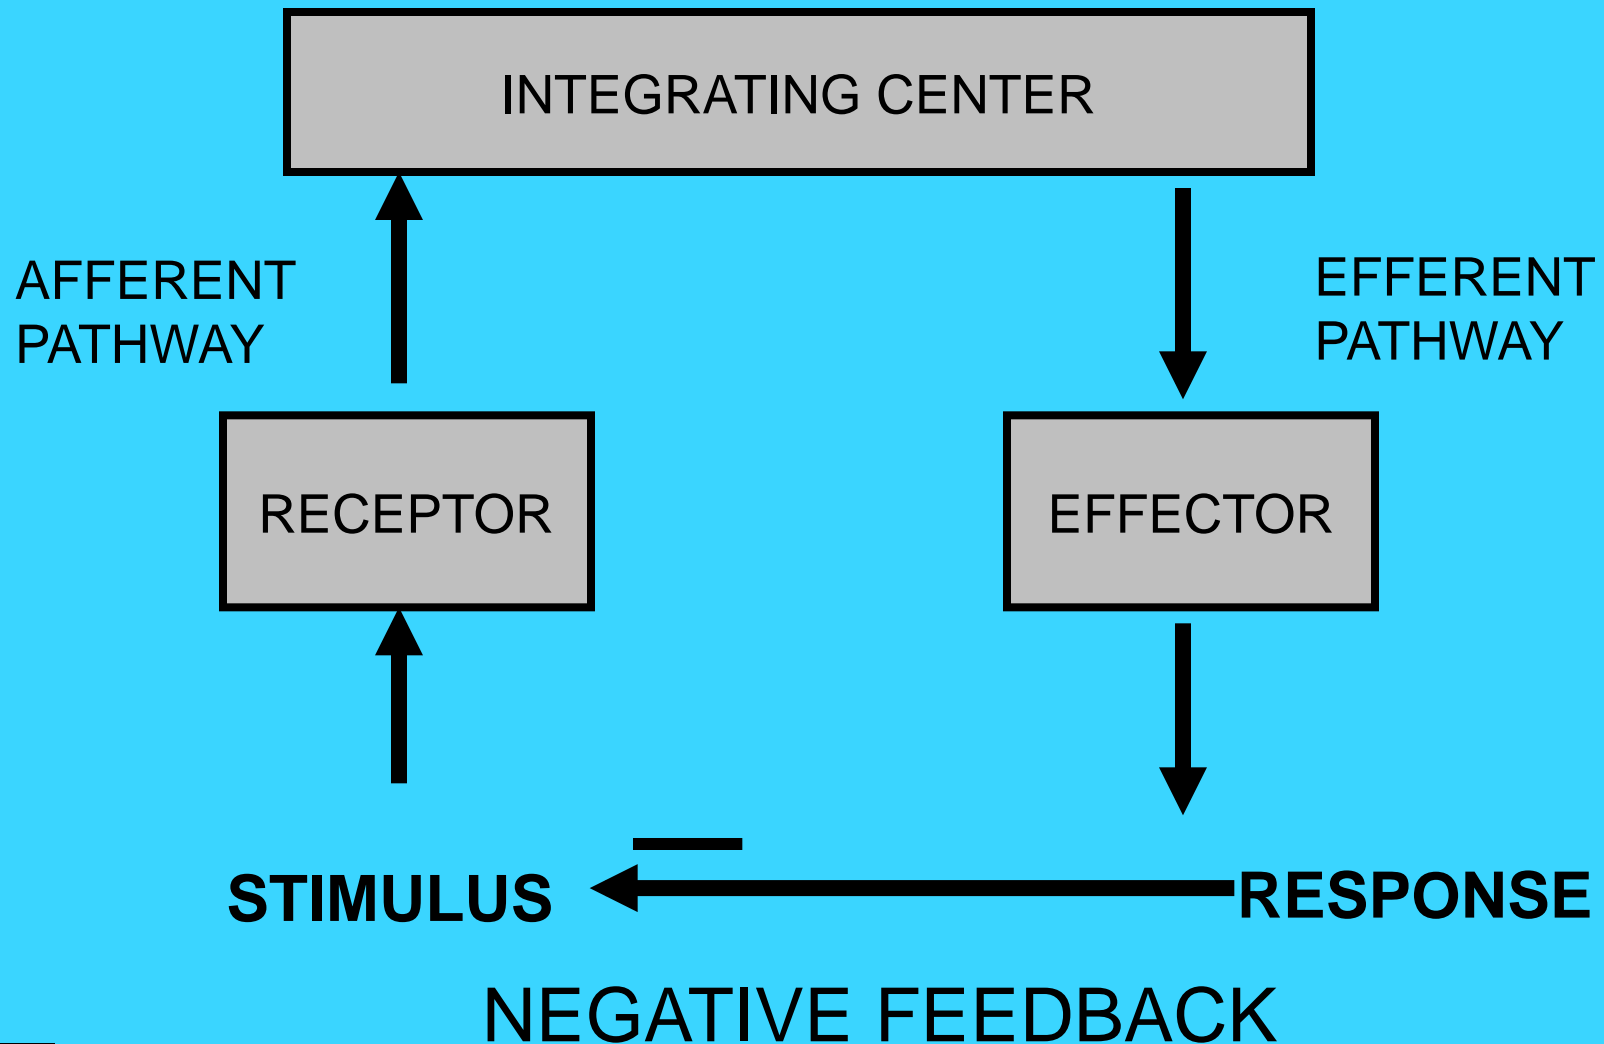 INTEGRATING CENTER
AFFERENT
PATHWAY
EFFERENT
PATHWAY
RECEPTOR
EFFECTOR
STIMULUS
RESPONSE
NEGATIVE FEEDBACK